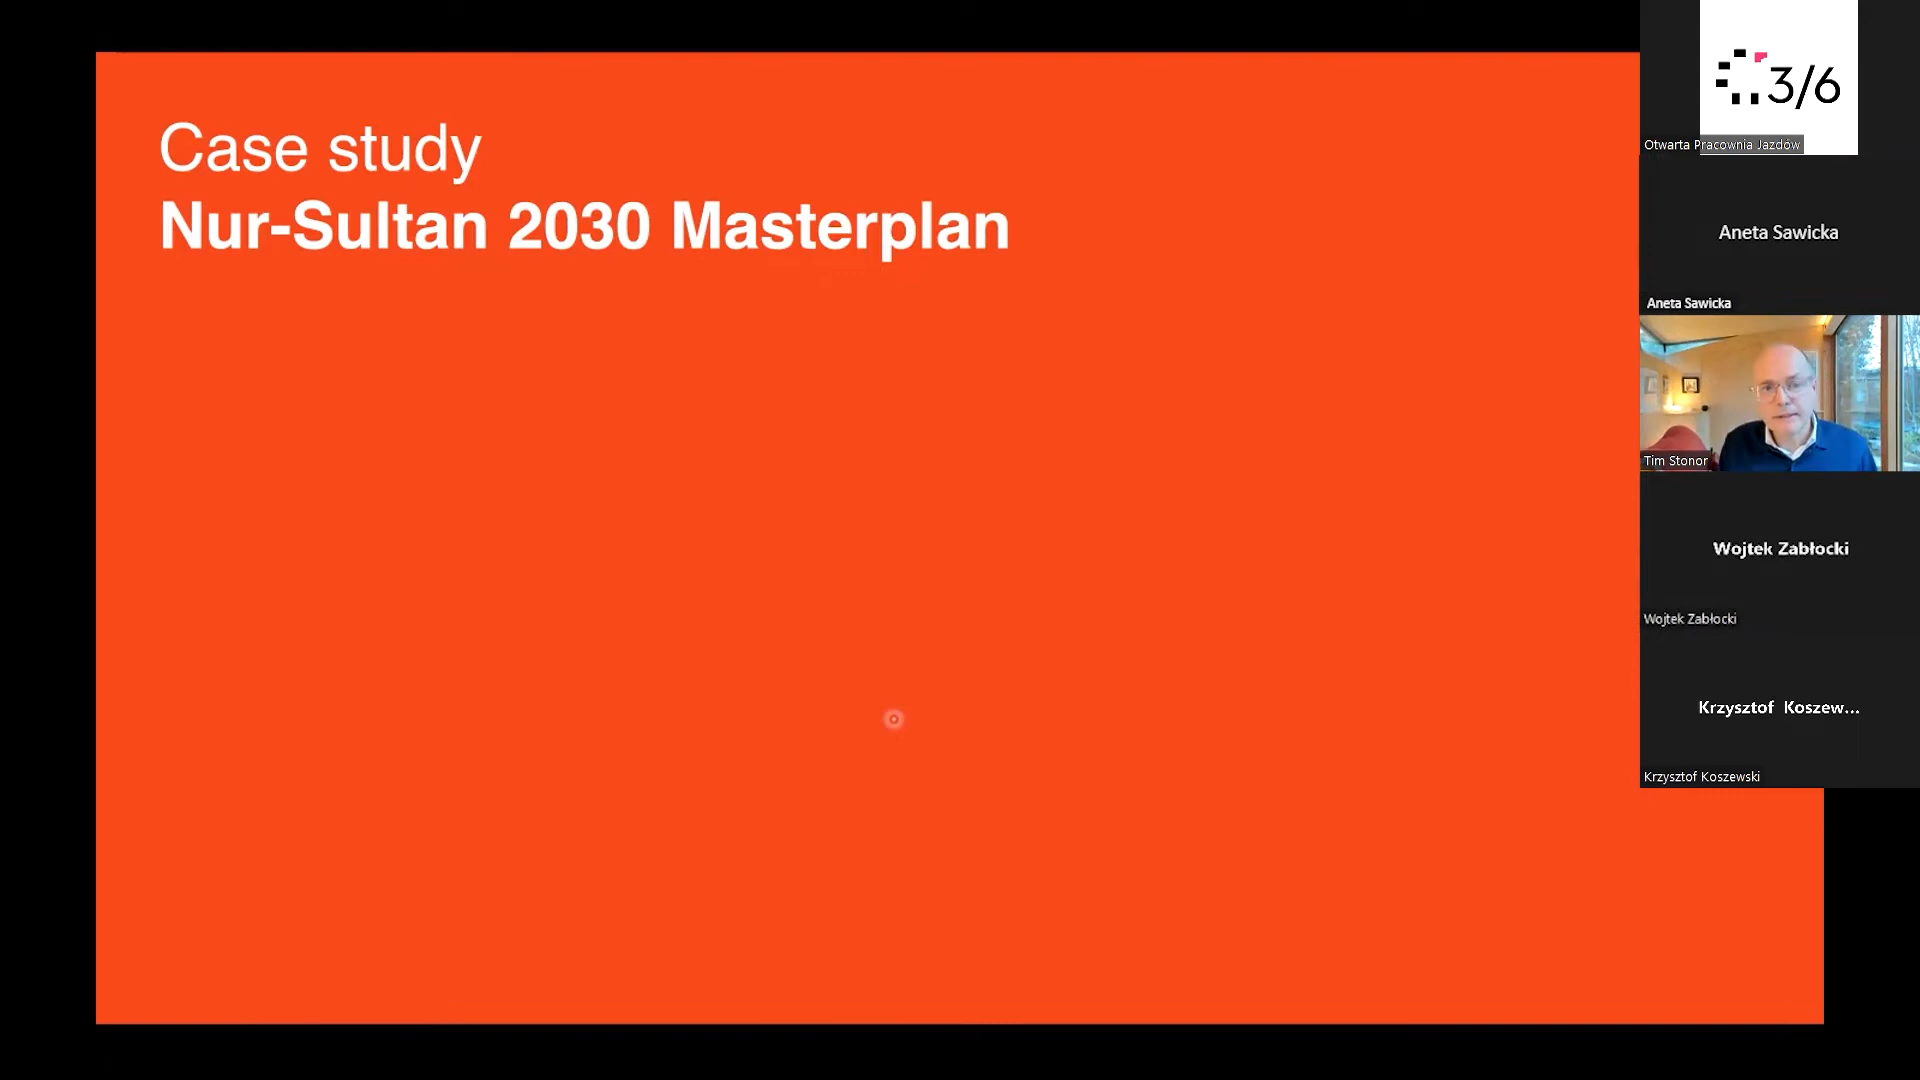 Case study
Nur-Sultan 2030 Masterplan
3/6
Otwarta Pracownia Jazdów
Aneta Sawicka
Aneta Sawicka
Tim Stonor
Wojtek Zabłocki
Wojtek Zabłocki
Krzysztof Koszew...
Krzysztof Koszewski